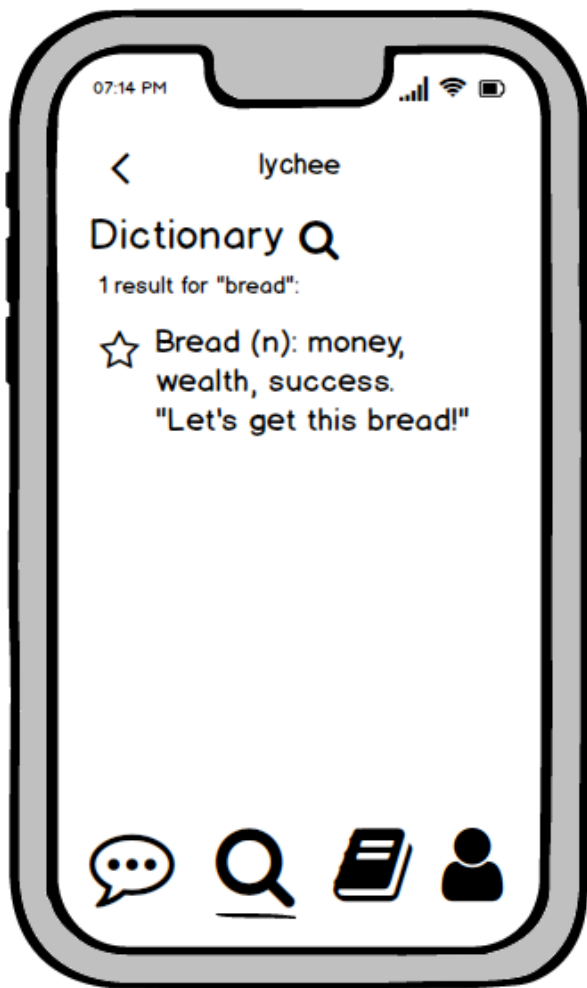 07:14 PM
lychee
Dictionary
1 result for "bread":
Bread (n): money,
wealth, success.
"Let's get this bread!"